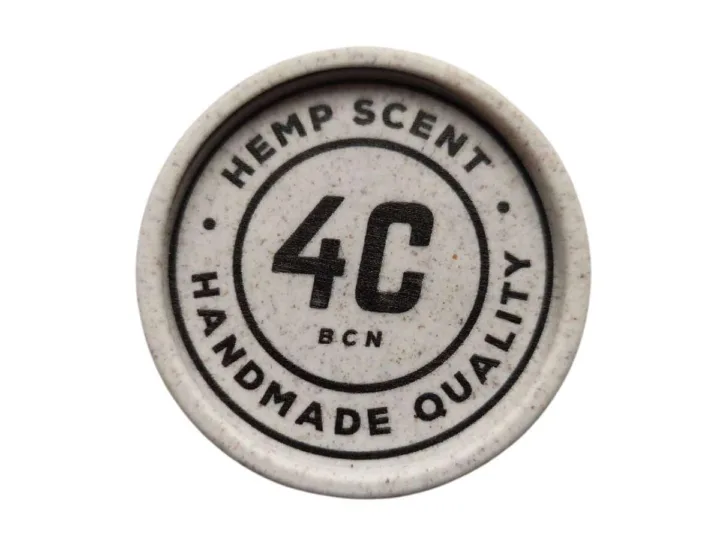 HEMP SCENT
4C
BCN
HANDMADE QUALITY